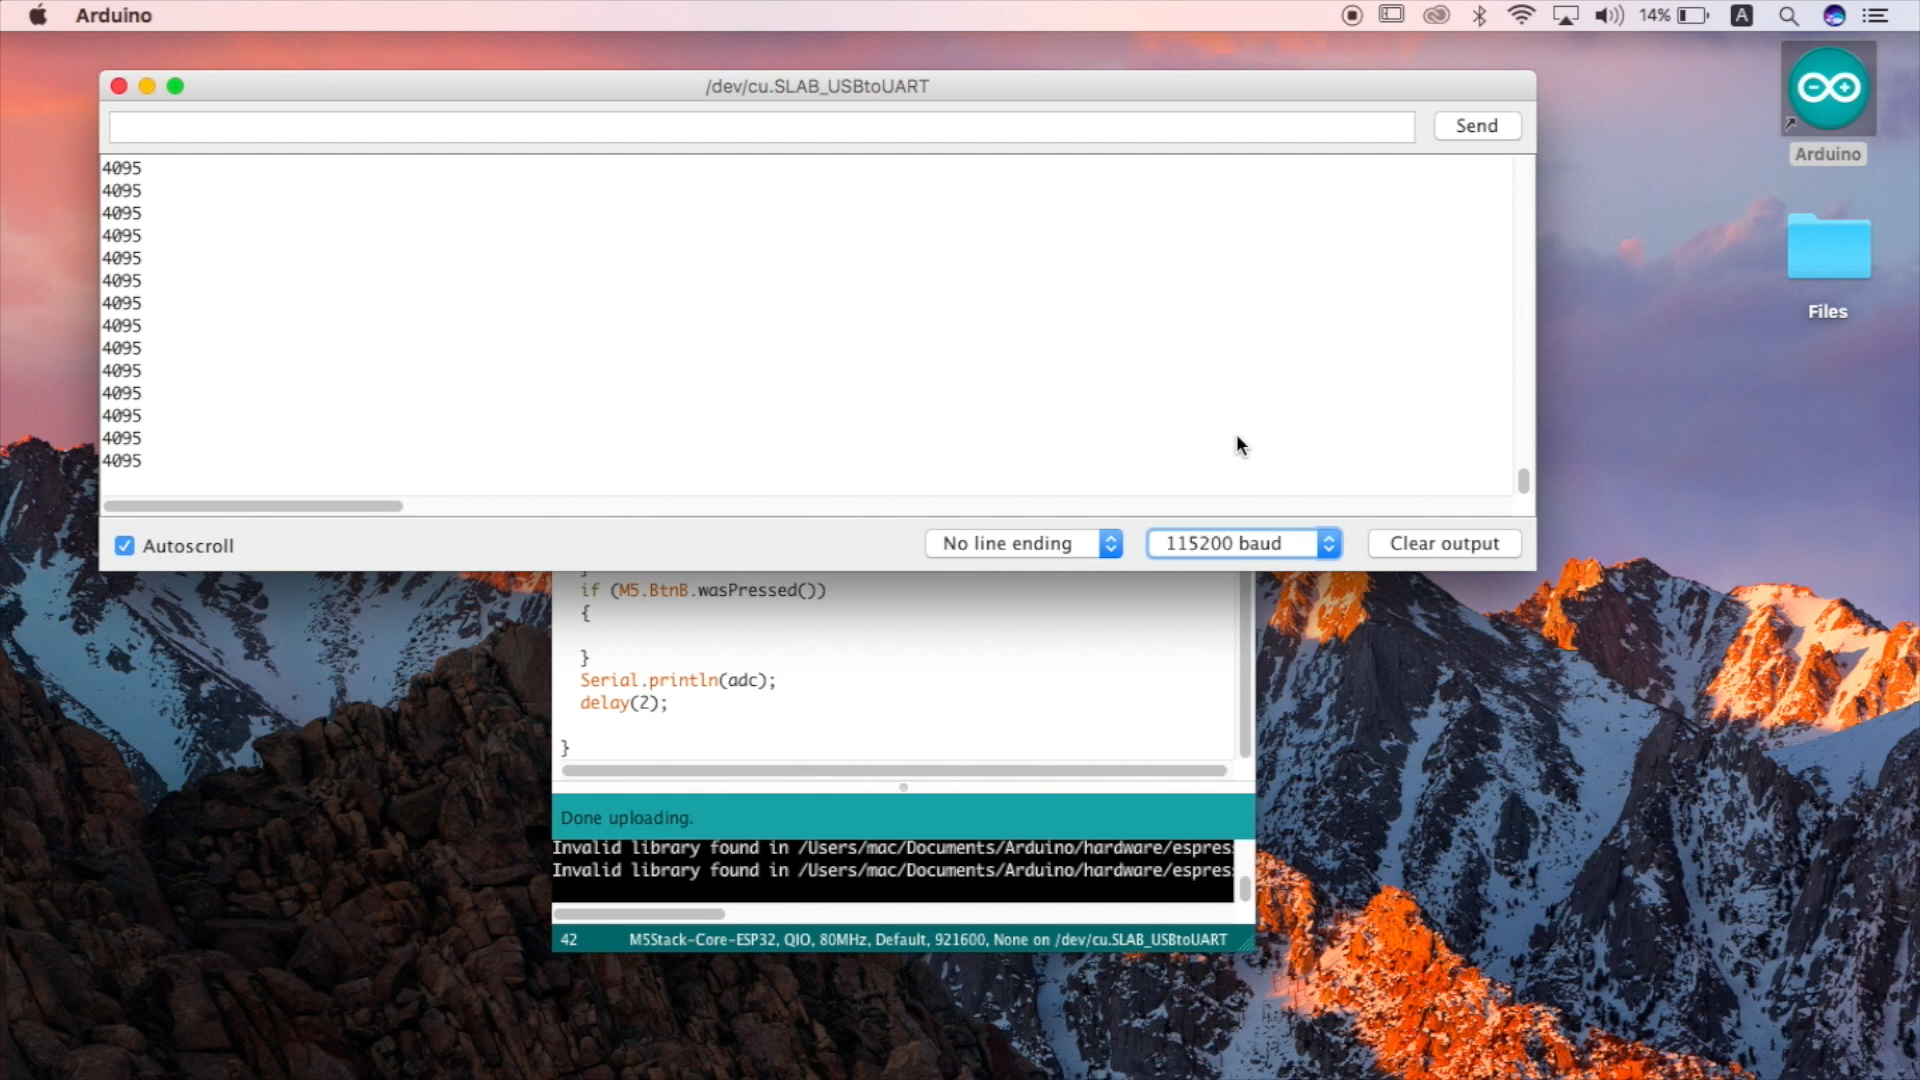 Arduino
14%
A
/dev/cu.SLAB_USBtoUART
Send
4095
4095
4095
4095
4095
4095
4095
4095
4095
4095
4095
4095
4095
4095
Autoscroll
No line ending
115200 baud
Clear output
Arduino
Files
}
if (M5.BtnB.wasPressed())
{
}
Serial.println(adc);
delay(2);
}
Done uploading.
Invalid library found in /Users/mac/Documents/Arduino/hardware/espres
Invalid library found in /Users/mac/Documents/Arduino/hardware/espres
42
M5Stack-Core-ESP32, QIO, 80MHz, Default, 921600, None on /dev/cu.SLAB_USBtoUART